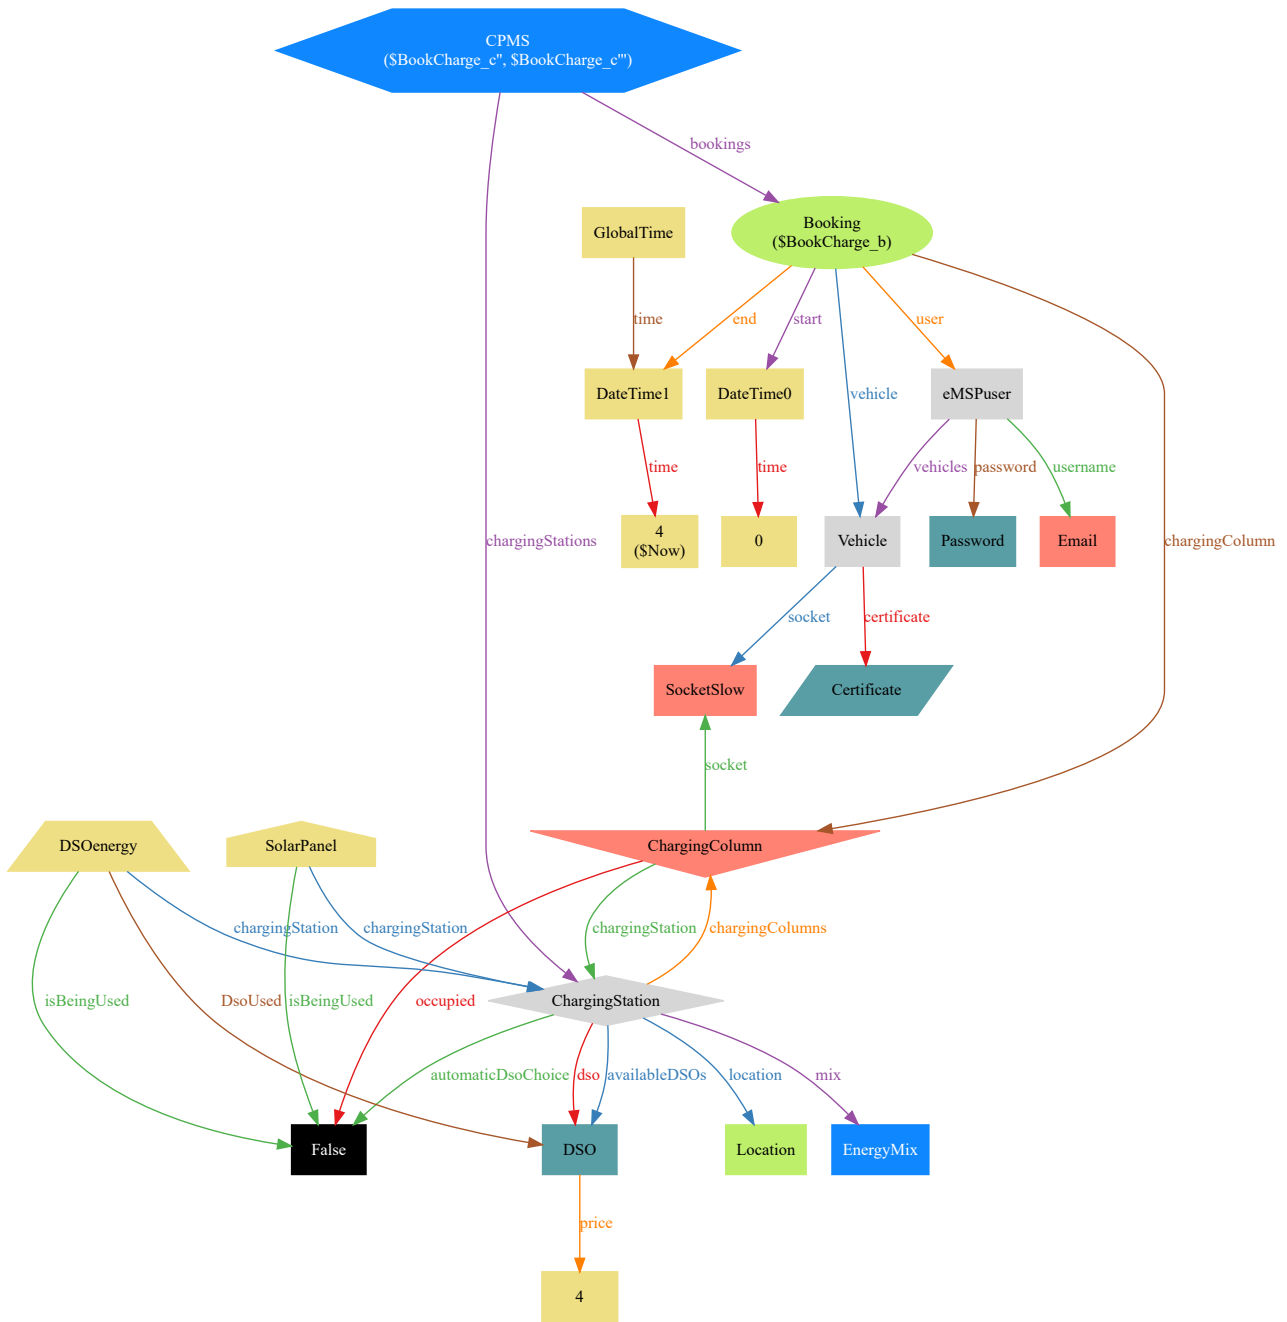 CPMS
($BookCharge_c", $BookCharge_c"')
bookings
GlobalTime
Booking
($BookCharge_b)
time
end
start
user
DateTime1
DateTime0
vehicle
eMSPuser
time
time
vehicles
password
username
chargingStations
4
($Now)
0
Vehicle
Password
Email
chargingColumn
socket
certificate
SocketSlow
Certificate
socket
DSOenergy
SolarPanel
ChargingColumn
chargingStation
chargingStation
chargingStation
chargingColumns
isBeingUsed
DsoUsed
isBeingUsed
occupied
ChargingStation
automaticDsoChoice
dso
availableDSOs
location
mix
False
DSO
Location
EnergyMix
price
4